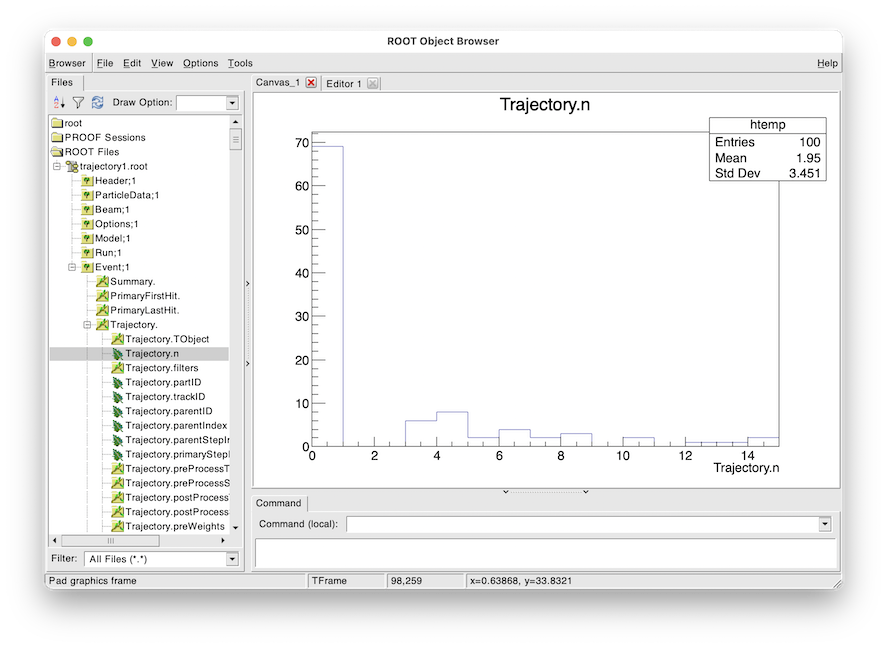 ROOT Object Browser
Browser File Edit View Options Tools Help
Files
Draw Option:
root
PROOF Sessions
ROOT Files
trajectory1.root
Header;1
ParticleData;1
Beam;1
Options;1
Model;1
Run;1
Event;1
Summary.
PrimaryFirstHit.
PrimaryLastHit.
Trajectory.
Trajectory.TObject
Trajectory.n
Trajectory.filters
Trajectory.partID
Trajectory.trackID
Trajectory.parentID
Trajectory.parentIndex
Trajectory.parentStepIn
Trajectory.primaryStepI
Trajectory.preProcessT
Trajectory.preProcessS
Trajectory.postProcess
Trajectory.postProcess
Trajectory.preWeights
Filter: All Files (*.*)
Canvas_1 Editor 1
Trajectory.n
htemp
Entries 100
Mean 1.95
Std Dev 3.451
70
60
50
40
30
20
10
0
0 2 4 6 8 10 12 14
Trajectory.n
Command
Command (local):
Pad graphics frame TFrame 98,259 x=0.63868, y=33.8321